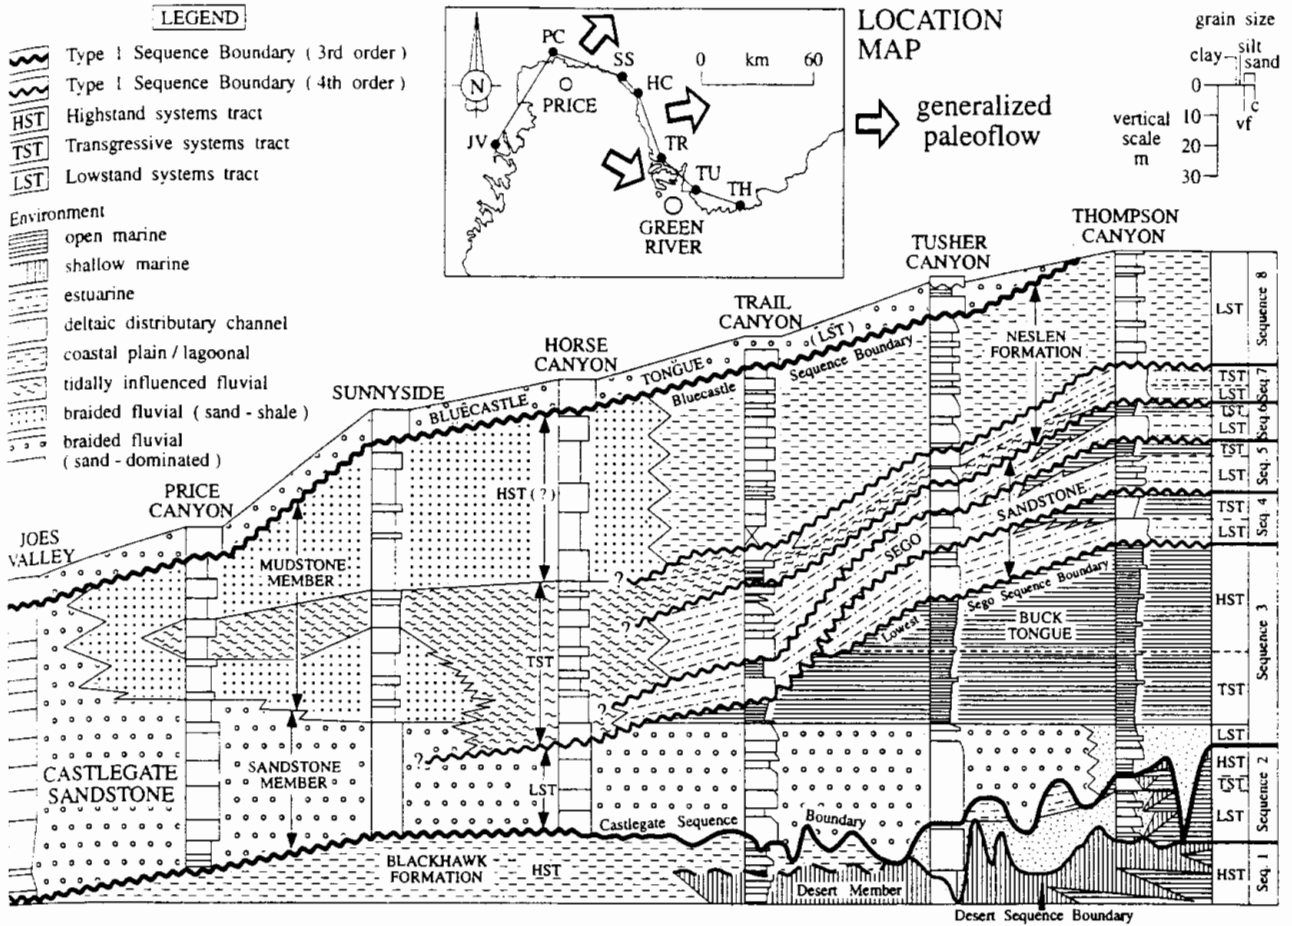 LEGEND
Type 1 Sequence Boundary ( 3rd order )
Type 1 Sequence Boundary ( 4th order )
HST Highstand systems tract
TST Transgressive systems tract
LST Lowstand systems tract
Environment
open marine
shallow marine
estuarine
deltaic distributary channel
coastal plain / lagoonal
tidally influenced fluvial
braided fluvial ( sand - shale )
braided fluvial
( sand - dominated )
PC
SS
HC
PRICE
N
JV
TR
TU
TH
GREEN
RIVER
0 km 60
LOCATION
MAP
generalized
paleoflow
grain size
clay
silt
sand
c
vf
vertical
scale
m
0
10
20
30
JOES
VALLEY
PRICE
CANYON
SUNNYSIDE
HORSE
CANYON
TRAIL
CANYON
TUSHER
CANYON
THOMPSON
CANYON
BLUECASTLE TONGUE ( LST )
Bluecastle Sequence Boundary
NESLEN
FORMATION
HST ( ? )
MUDSTONE
MEMBER
?
?
?
?
TST
SEGO SANDSTONE
Lowest Sego Sequence Boundary
BUCK
TONGUE
CASTLEGATE
SANDSTONE
SANDSTONE
MEMBER
LST
Castlegate Sequence Boundary
BLACKHAWK
FORMATION
HST
Desert Member
Desert Sequence Boundary
LST
Sequence 8
TST
LST
Seq. 7
TST
LST
Seq. 6
TST
LST
Seq. 5
TST
LST
Seq. 4
HST
TST
LST
Sequence 3
HST
TST
LST
Sequence 2
HST
Seq. 1